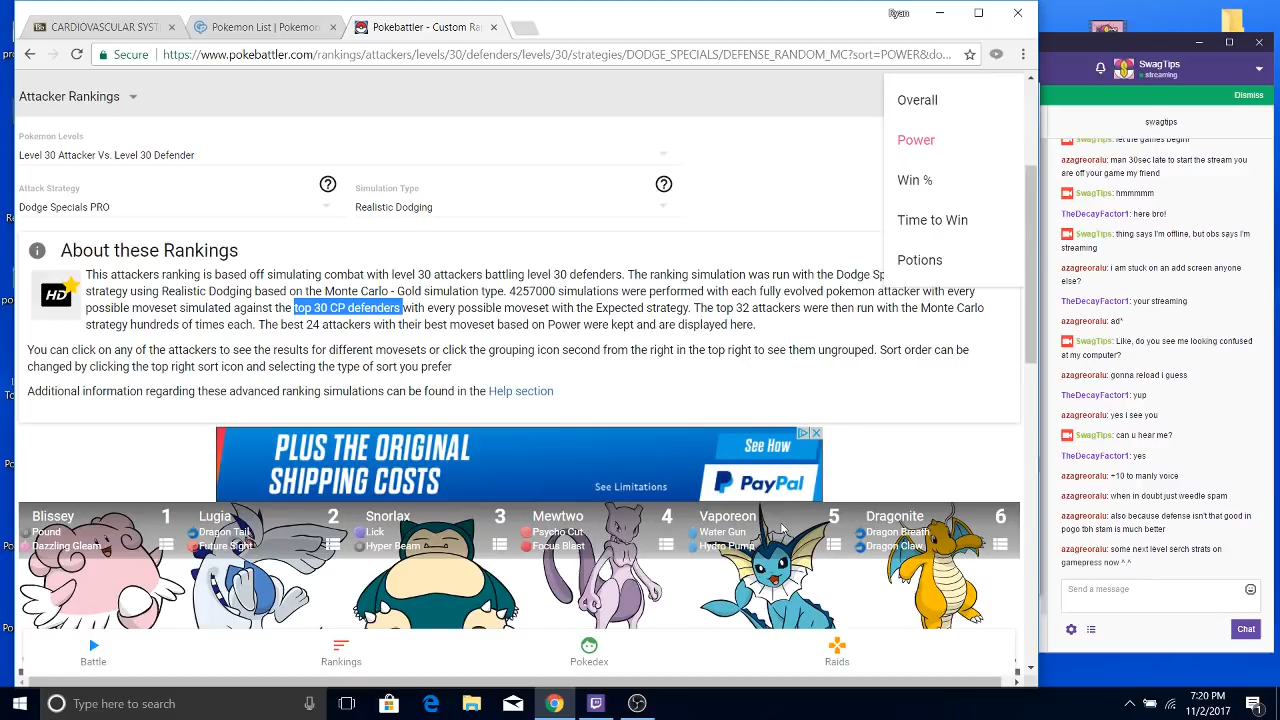 Ryan
CARDIOVASCULAR SYST
Pokemon List | Pokemon
Pokebattler - Custom Ra
Secure
https://www.pokebattler.com/rankings/attackers/levels/30/defenders/levels/30/strategies/DODGE_SPECIALS/DEFENSE_RANDOM_MC?sort=POWER&do...
Attacker Rankings
Pokemon Levels
Level 30 Attacker Vs. Level 30 Defender
Attack Strategy
Dodge Specials PRO
Simulation Type
Realistic Dodging
Overall
Power
Win %
Time to Win
Potions
About these Rankings
HD
This attackers ranking is based off simulating combat with level 30 attackers battling level 30 defenders. The ranking simulation was run with the Dodge Sp
strategy using Realistic Dodging based on the Monte Carlo - Gold simulation type. 4257000 simulations were performed with each fully evolved pokemon attacker with every
possible moveset simulated against the top 30 CP defenders with every possible moveset with the Expected strategy. The top 32 attackers were then run with the Monte Carlo
strategy hundreds of times each. The best 24 attackers with their best moveset based on Power were kept and are displayed here.
You can click on any of the attackers to see the results for different movesets or click the grouping icon second from the right in the top right to see them ungrouped. Sort order can be
changed by clicking the top right sort icon and selecting the type of sort you prefer
Additional information regarding these advanced ranking simulations can be found in the Help section
PLUS THE ORIGINAL
SHIPPING COSTS
See Limitations
See How
PayPal
Blissey 1
Pound
Dazzling Gleam
Lugia 2
Dragon Tail
Future Sight
Snorlax 3
Lick
Hyper Beam
Mewtwo 4
Psycho Cut
Focus Blast
Vaporeon 5
Water Gun
Hydro Pump
Dragonite 6
Dragon Breath
Dragon Claw
Battle
Rankings
Pokedex
Raids
SwagTips
streaming
Dismiss
swagtips
SwagTips: let the games begin!
azagreoralu: man 30sec late to start the stream you
are off your game my friend
SwagTips: hmmmmm
TheDecayFactor1: here bro!
SwagTips: thing says I'm offline, but obs says I'm
streaming
azagreoralu: i am stuck on an add screen anyone
else?
TheDecayFactor1: your streaming
azagreoralu: ad*
SwagTips: Like, do you see me looking confused
at my computer?
azagreoralu: gonna reload i guess
TheDecayFactor1: yup
azagreoralu: yes i see you
SwagTips: can u hear me?
TheDecayFactor1: yes
azagreoralu: +10 to manly voice
azagreoralu: when in doubt just weedle spam
azagreoralu: also because defense isn't that good in
pogo tbh stam is much better
azagreoralu: some next level serch strats on
gamepress now ^.^
Send a message
Chat
Type here to search
7:20 PM
11/2/2017
1